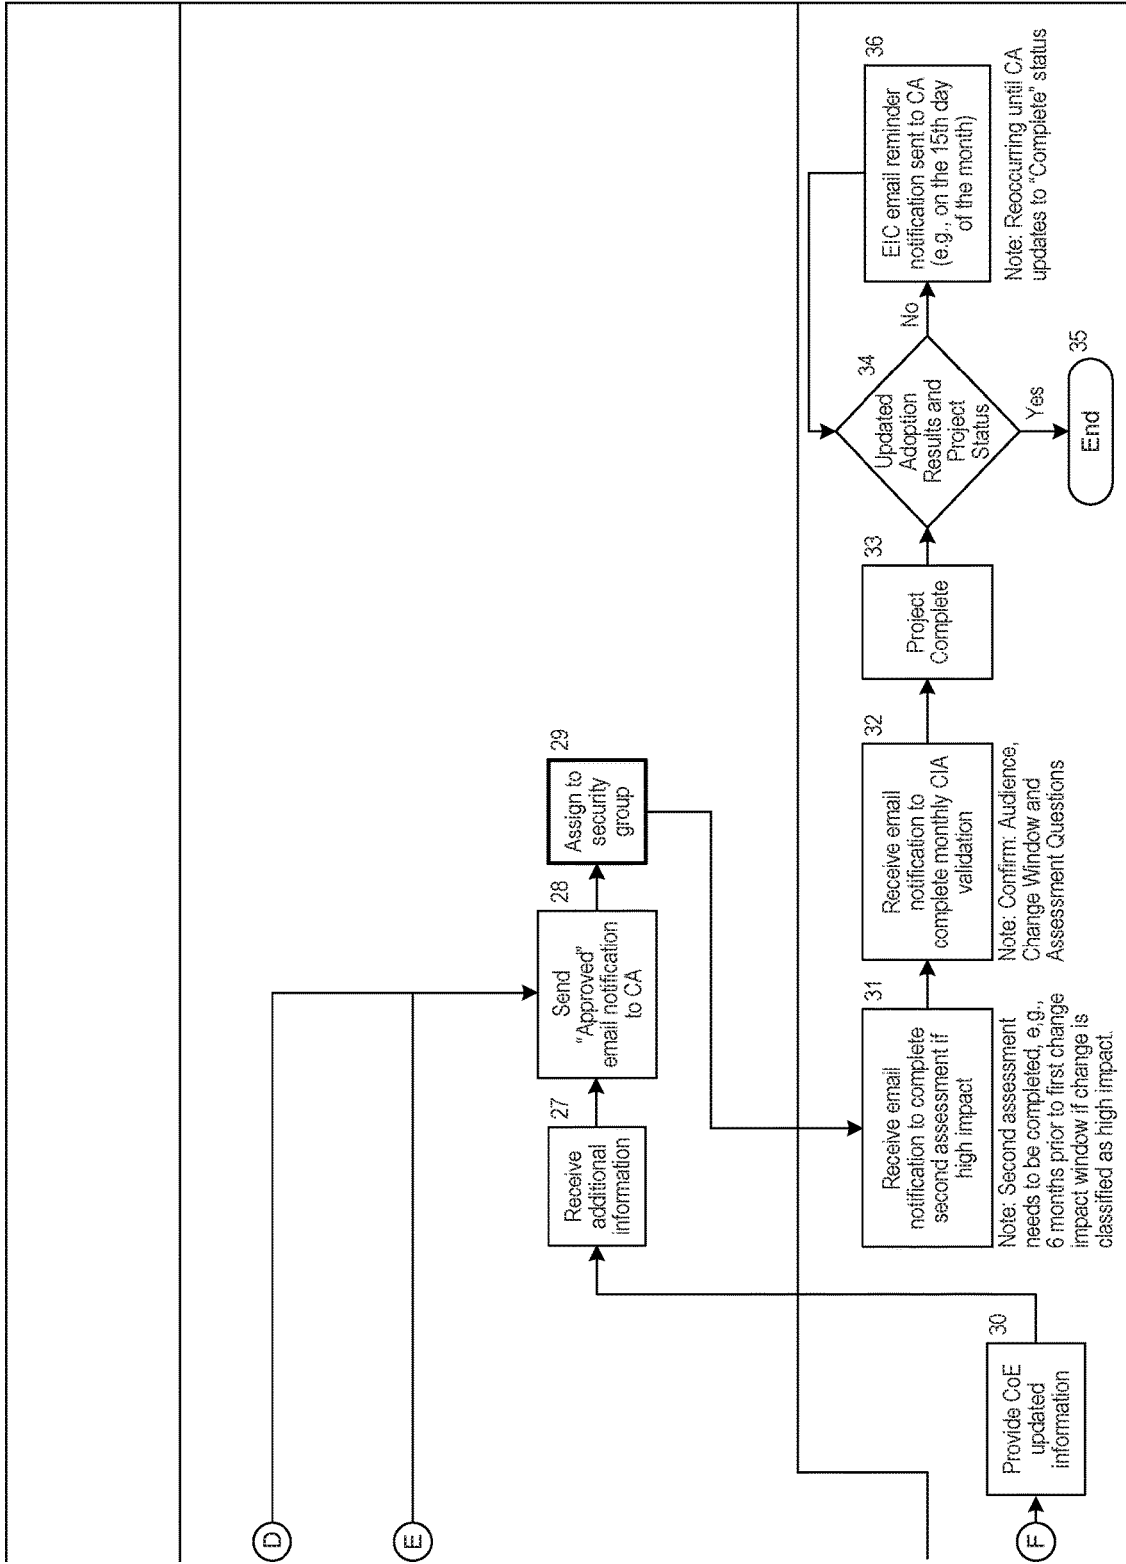 D
E
F
30
Provide CoE
updated
information
27
Receive
additional
information
28
Send
“Approved”
email notification
to CA
29
Assign to
security
group
31
Receive email
notification to complete
second assessment if
high impact
Note: Second assessment
needs to be completed, e,g.,
6 months prior to first change
impact window if change is
classified as high impact.
32
Receive email
notification to
complete monthly CIA
validation
Note: Confirm: Audience,
Change Window and
Assessment Questions
33
Project
Complete
34
Updated
Adoption
Results and
Project
Status
No
Yes
35
End
36
EIC email reminder
notification sent to CA
(e.g., on the 15th day
of the month)
Note: Reoccurring until CA
updates to “Complete” status